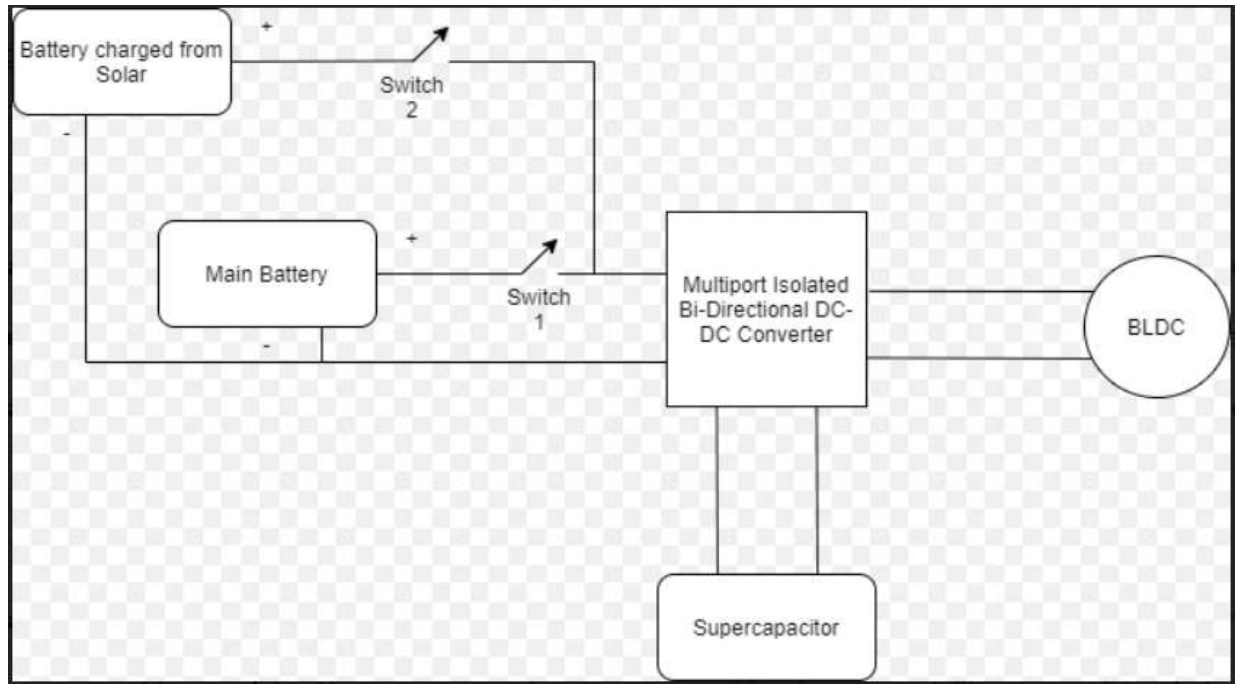 +
Battery charged from
Solar
Switch
2
-
+
Main Battery
Switch
1
-
Multiport Isolated
Bi-Directional DC-
DC Converter
BLDC
Supercapacitor